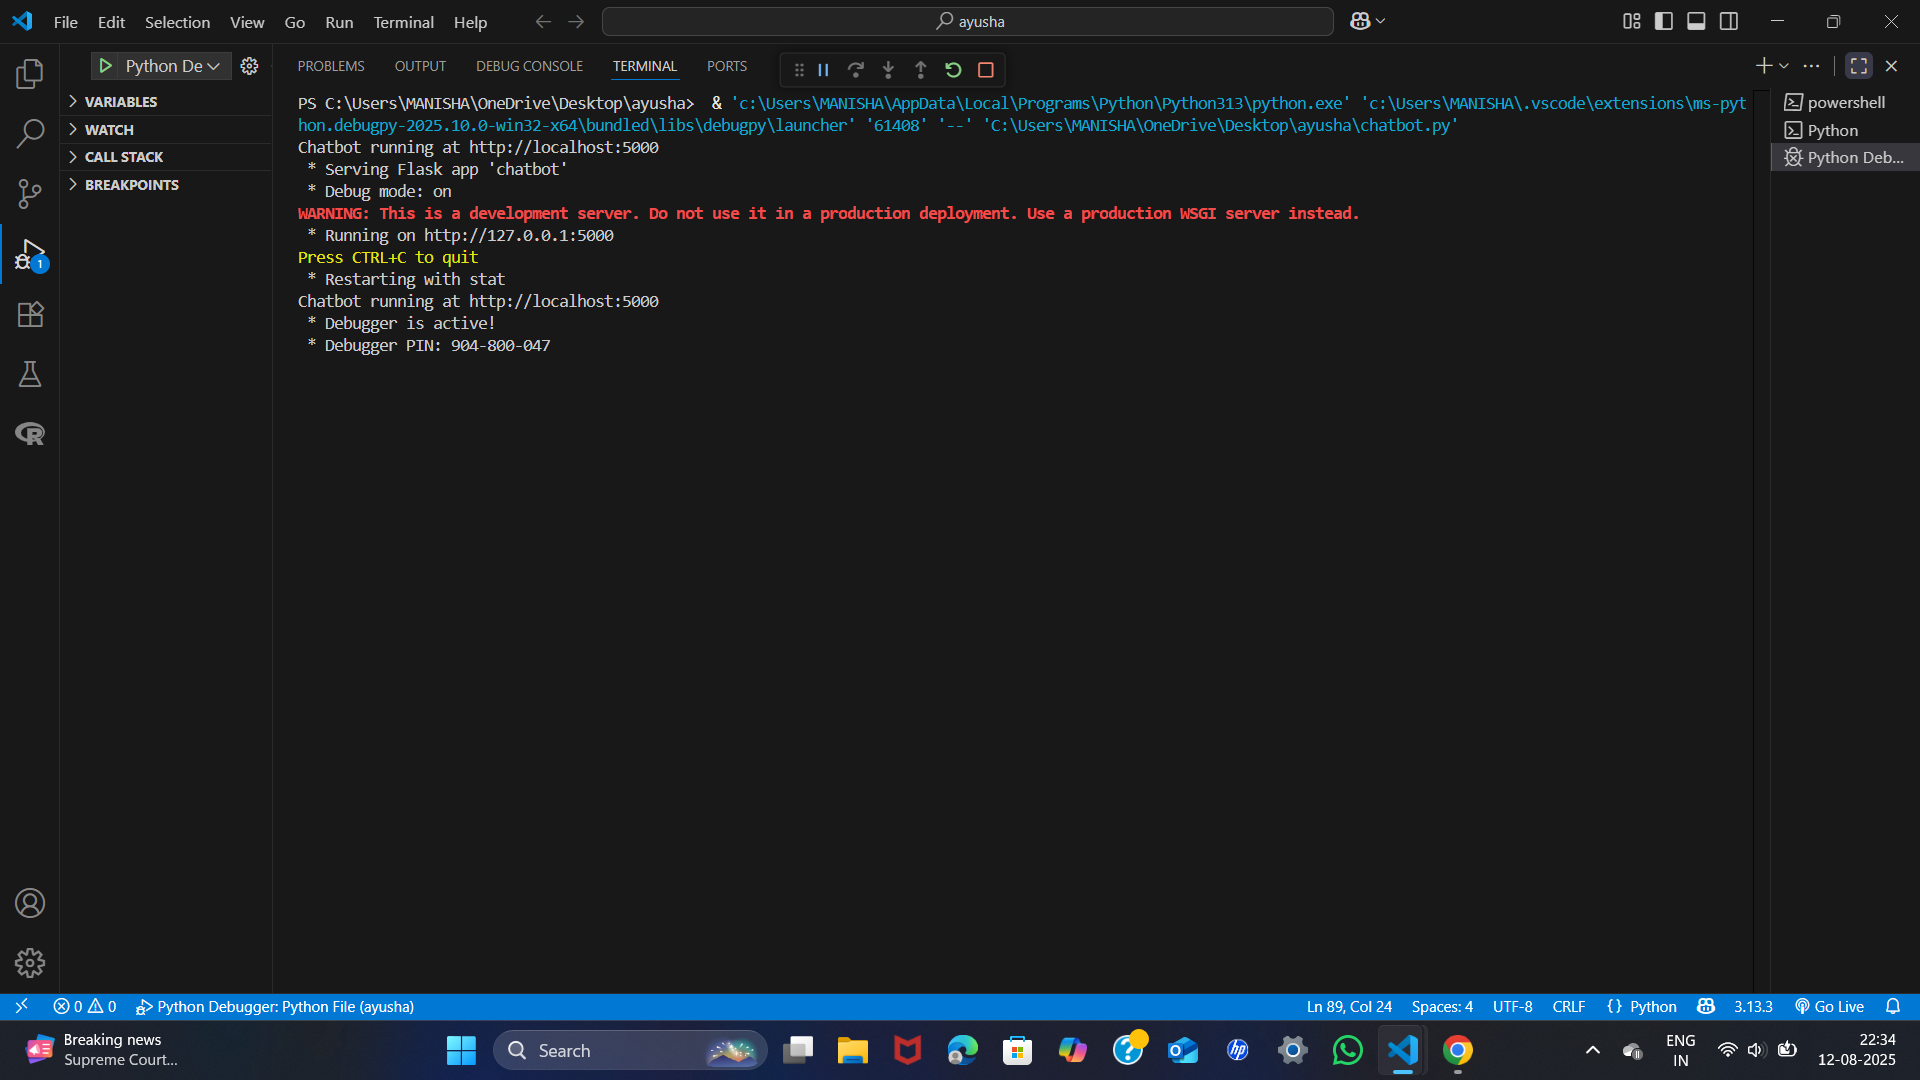 File Edit Selection View Go Run Terminal Help
ayusha
Python De
PROBLEMS OUTPUT DEBUG CONSOLE TERMINAL PORTS
VARIABLES
WATCH
CALL STACK
BREAKPOINTS
1
PS C:\Users\MANISHA\OneDrive\Desktop\ayusha>  & 'c:\Users\MANISHA\AppData\Local\Programs\Python\Python313\python.exe' 'c:\Users\MANISHA\.vscode\extensions\ms-pyt
hon.debugpy-2025.10.0-win32-x64\bundled\libs\debugpy\launcher' '61408' '--' 'C:\Users\MANISHA\OneDrive\Desktop\ayusha\chatbot.py'
Chatbot running at http://localhost:5000
 * Serving Flask app 'chatbot'
 * Debug mode: on
WARNING: This is a development server. Do not use it in a production deployment. Use a production WSGI server instead.
 * Running on http://127.0.0.1:5000
Press CTRL+C to quit
 * Restarting with stat
Chatbot running at http://localhost:5000
 * Debugger is active!
 * Debugger PIN: 904-800-047
powershell
Python
Python Deb...
0 0 Python Debugger: Python File (ayusha)
Ln 89, Col 24 Spaces: 4 UTF-8 CRLF {} Python 3.13.3 Go Live
Breaking news
Supreme Court...
Search
hp
ENG
IN
22:34
12-08-2025